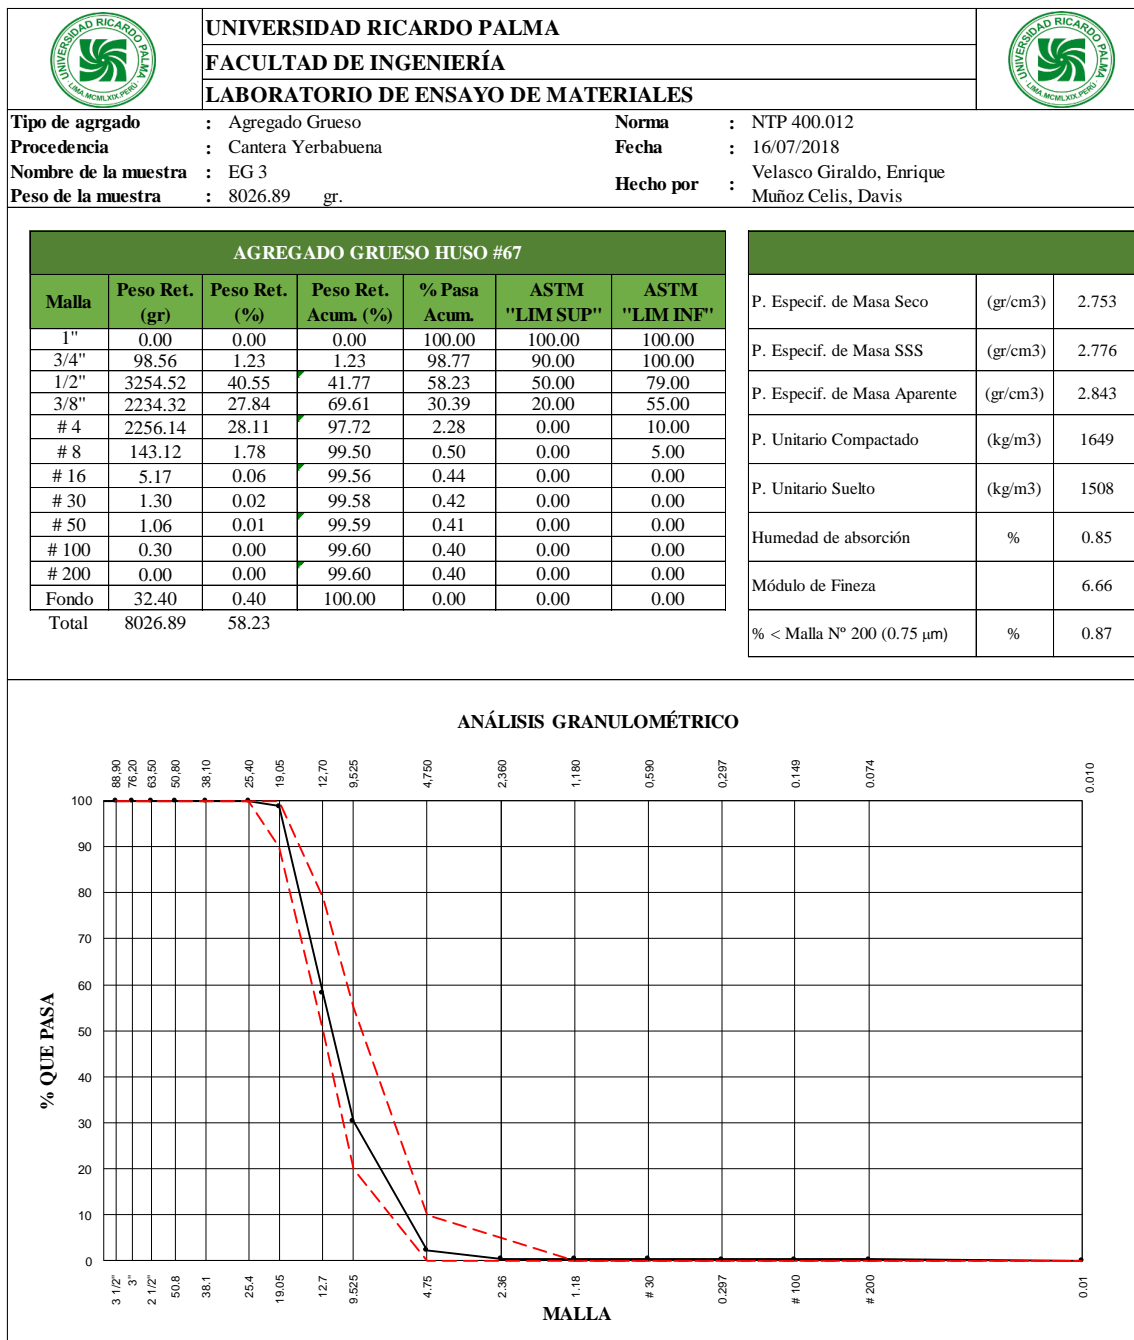 UNIVERSIDAD RICARDO PALMA
FACULTAD DE INGENIERÍA
LABORATORIO DE ENSAYO DE MATERIALES
UNIVERSIDAD RICARDO PALMA
LIMA.MCMLXIX.PERU
UNIVERSIDAD RICARDO PALMA
LIMA.MCMLXIX.PERU
Tipo de agrgado : Agregado Grueso Norma : NTP 400.012
Procedencia : Cantera Yerbabuena Fecha : 16/07/2018
Nombre de la muestra : EG 3 Hecho por : Velasco Giraldo, Enrique
Peso de la muestra : 8026.89 gr. Muñoz Celis, Davis
AGREGADO GRUESO HUSO #67
Malla Peso Ret. (gr) Peso Ret. (%) Peso Ret. Acum. (%) % Pasa Acum. ASTM "LIM SUP" ASTM "LIM INF"
1" 0.00 0.00 0.00 100.00 100.00 100.00
3/4" 98.56 1.23 1.23 98.77 90.00 100.00
1/2" 3254.52 40.55 41.77 58.23 50.00 79.00
3/8" 2234.32 27.84 69.61 30.39 20.00 55.00
# 4 2256.14 28.11 97.72 2.28 0.00 10.00
# 8 143.12 1.78 99.50 0.50 0.00 5.00
# 16 5.17 0.06 99.56 0.44 0.00 0.00
# 30 1.30 0.02 99.58 0.42 0.00 0.00
# 50 1.06 0.01 99.59 0.41 0.00 0.00
# 100 0.30 0.00 99.60 0.40 0.00 0.00
# 200 0.00 0.00 99.60 0.40 0.00 0.00
Fondo 32.40 0.40 100.00 0.00 0.00 0.00
Total 8026.89 58.23
P. Especif. de Masa Seco (gr/cm3) 2.753
P. Especif. de Masa SSS (gr/cm3) 2.776
P. Especif. de Masa Aparente (gr/cm3) 2.843
P. Unitario Compactado (kg/m3) 1649
P. Unitario Suelto (kg/m3) 1508
Humedad de absorción % 0.85
Módulo de Fineza 6.66
% < Malla Nº 200 (0.75 µm) % 0.87
ANÁLISIS GRANULOMÉTRICO
88,90 76,20 63,50 50,80 38,10 25,40 19,05 12,70 9,525 4,750 2,360 1,180 0,590 0,297 0.149 0.074 0.010
100
90
80
70
60
50
40
30
20
10
0
% QUE PASA
3 1/2" 3" 2 1/2" 50.8 38.1 25.4 19.05 12.7 9.525 4.75 2.36 1.18 # 30 0.297 # 100 # 200 0.01
MALLA